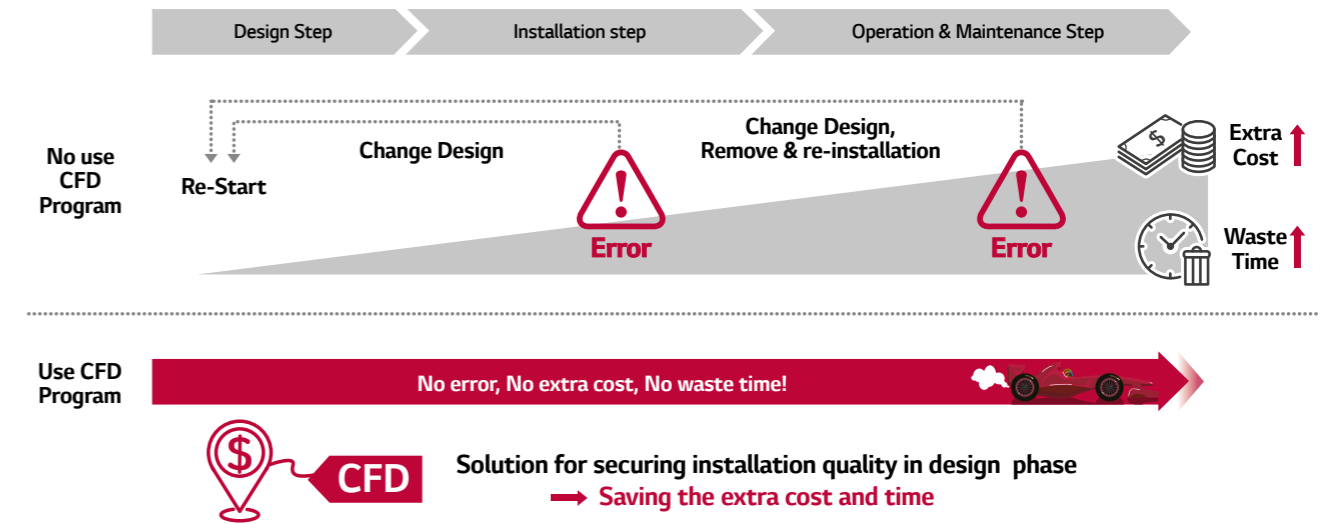 Design Step
Installation step
Operation & Maintenance Step
No use
CFD
Program
Re-Start
Change Design
Change Design,
Remove & re-installation
!
Error
!
Error
$
Extra
Cost
Waste
Time
Use CFD
Program
No error, No extra cost, No waste time!
$
CFD
Solution for securing installation quality in design phase
Saving the extra cost and time